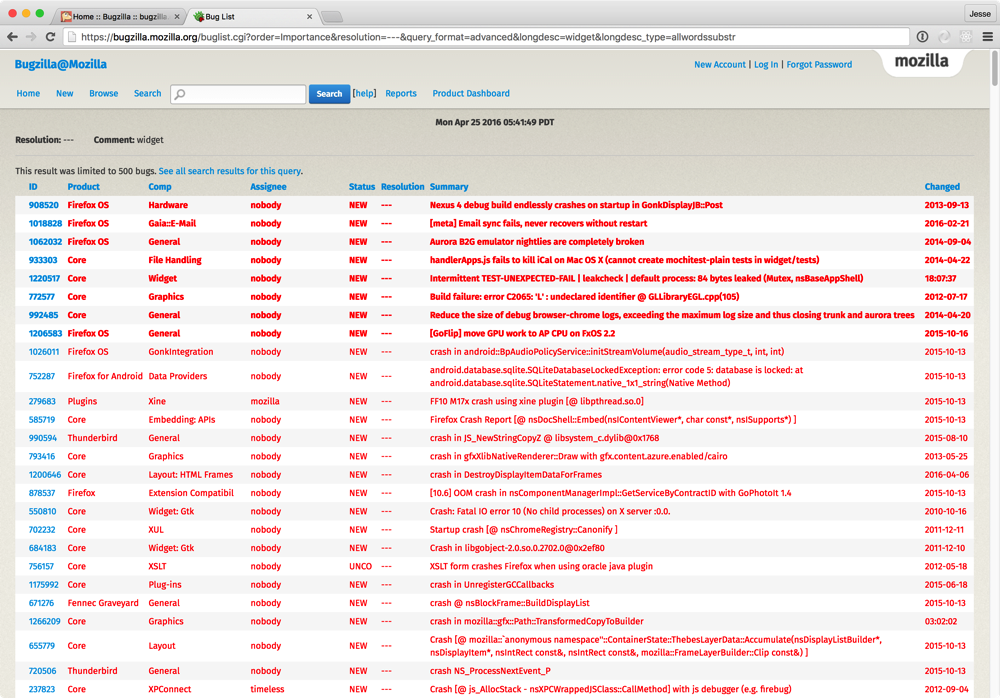 Home :: Bugzilla :: bugzilla
Bug List
Jesse
https://bugzilla.mozilla.org/buglist.cgi?order=Importance&resolution=---&query_format=advanced&longdesc=widget&longdesc_type=allwordssubstr
Bugzilla@Mozilla
New Account | Log In | Forgot Password
mozilla
Home New Browse Search Search [help] Reports Product Dashboard
Mon Apr 25 2016 05:41:49 PDT
Resolution: --- Comment: widget
This result was limited to 500 bugs. See all search results for this query.
ID Product Comp Assignee Status Resolution Summary Changed
908520 Firefox OS Hardware nobody NEW --- Nexus 4 debug build endlessly crashes on startup in GonkDisplayJB::Post 2013-09-13
1018828 Firefox OS Gaia::E-Mail nobody NEW --- [meta] Email sync fails, never recovers without restart 2016-02-21
1062032 Firefox OS General nobody NEW --- Aurora B2G emulator nightlies are completely broken 2014-09-04
933303 Core File Handling nobody NEW --- handlerApps.js fails to kill iCal on Mac OS X (cannot create mochitest-plain tests in widget/tests) 2014-04-22
1220517 Core Widget nobody NEW --- Intermittent TEST-UNEXPECTED-FAIL | leakcheck | default process: 84 bytes leaked (Mutex, nsBaseAppShell) 18:07:37
772577 Core Graphics nobody NEW --- Build failure: error C2065: 'L' : undeclared identifier @ GLLibraryEGL.cpp(105) 2012-07-17
992485 Core General nobody NEW --- Reduce the size of debug browser-chrome logs, exceeding the maximum log size and thus closing trunk and aurora trees 2014-04-20
1206583 Firefox OS General nobody NEW --- [GoFlip] move GPU work to AP CPU on FxOS 2.2 2015-10-16
1026011 Firefox OS GonkIntegration nobody NEW --- crash in android::BpAudioPolicyService::initStreamVolume(audio_stream_type_t, int, int) 2015-10-13
752287 Firefox for Android Data Providers nobody NEW --- android.database.sqlite.SQLiteDatabaseLockedException: error code 5: database is locked: at 2015-10-13
android.database.sqlite.SQLiteStatement.native_1x1_string(Native Method)
279683 Plugins Xine mozilla NEW --- FF10 M17x crash using xine plugin [@ libpthread.so.0] 2015-10-13
585719 Core Embedding: APIs nobody NEW --- Firefox Crash Report [@ nsDocShell::Embed(nsIContentViewer*, char const*, nsISupports*) ] 2015-10-13
990594 Thunderbird General nobody NEW --- crash in JS_NewStringCopyZ @ libsystem_c.dylib@0x1768 2015-08-10
793416 Core Graphics nobody NEW --- crash in gfxXlibNativeRenderer::Draw with gfx.content.azure.enabled/cairo 2013-05-25
1200646 Core Layout: HTML Frames nobody NEW --- crash in DestroyDisplayItemDataForFrames 2016-04-06
878537 Firefox Extension Compatibil nobody NEW --- [10.6] OOM crash in nsComponentManagerImpl::GetServiceByContractID with GoPhotoIt 1.4 2015-10-13
550810 Core Widget: Gtk nobody NEW --- Crash: Fatal IO error 10 (No child processes) on X server :0.0. 2010-10-16
702232 Core XUL nobody NEW --- Startup crash [@ nsChromeRegistry::Canonify ] 2011-12-11
684183 Core Widget: Gtk nobody NEW --- Crash in libgobject-2.0.so.0.2702.0@0x2ef80 2011-12-10
756157 Core XSLT nobody UNCO --- XSLT form crashes Firefox when using oracle java plugin 2012-05-18
1175992 Core Plug-ins nobody NEW --- crash in UnregisterGCCallbacks 2015-06-18
671276 Fennec Graveyard General nobody NEW --- crash @ nsBlockFrame::BuildDisplayList 2015-10-13
1266209 Core Graphics nobody NEW --- crash in mozilla::gfx::Path::TransformedCopyToBuilder 03:02:02
655779 Core Layout nobody NEW --- Crash [@ mozilla::`anonymous namespace''::ContainerState::ThebesLayerData::Accumulate(nsDisplayListBuilder*, 2015-10-13
nsDisplayItem*, nsIntRect const&, nsIntRect const&, mozilla::FrameLayerBuilder::Clip const&) ]
720506 Thunderbird General nobody NEW --- crash NS_ProcessNextEvent_P 2015-10-13
237823 Core XPConnect timeless NEW --- Crash [@ js_AllocStack - nsXPCWrappedJSClass::CallMethod] with js debugger (e.g. firebug) 2012-09-04